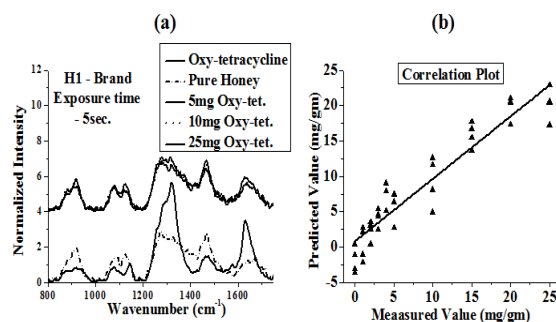 (a)
(b)
Normalized Intensity
14
12
10
8
6
4
2
0
H1 - Brand
Exposure time
- 5sec.
Oxy-tetracycline
Pure Honey
5mg Oxy-tet.
10mg Oxy-tet.
25mg Oxy-tet.
800 1000 1200 1400 1600
Wavenumber (cm-1)
Predicted Value (mg/gm)
25
20
15
10
5
0
-5
Correlation Plot
0 5 10 15 20 25
Meaasured Value (mg/gm)